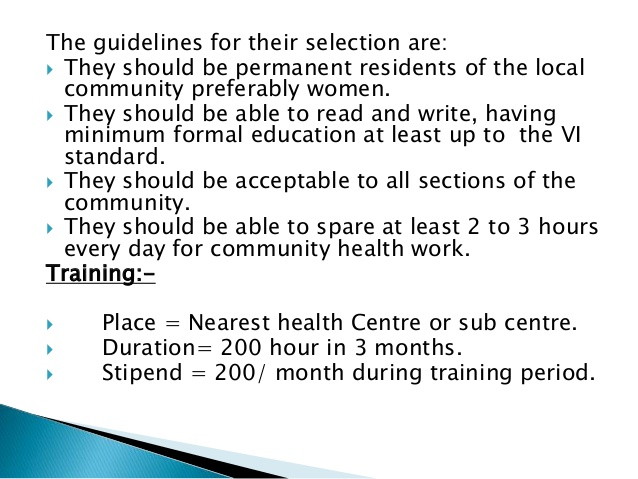 The guidelines for their selection are:
They should be permanent residents of the local
community preferably women.
They should be able to read and write, having
minimum formal education at least up to the VI
standard.
They should be acceptable to all sections of the
community.
They should be able to spare at least 2 to 3 hours
every day for community health work.
Training:-
Place = Nearest health Centre or sub centre.
Duration= 200 hour in 3 months.
Stipend = 200/ month during training period.